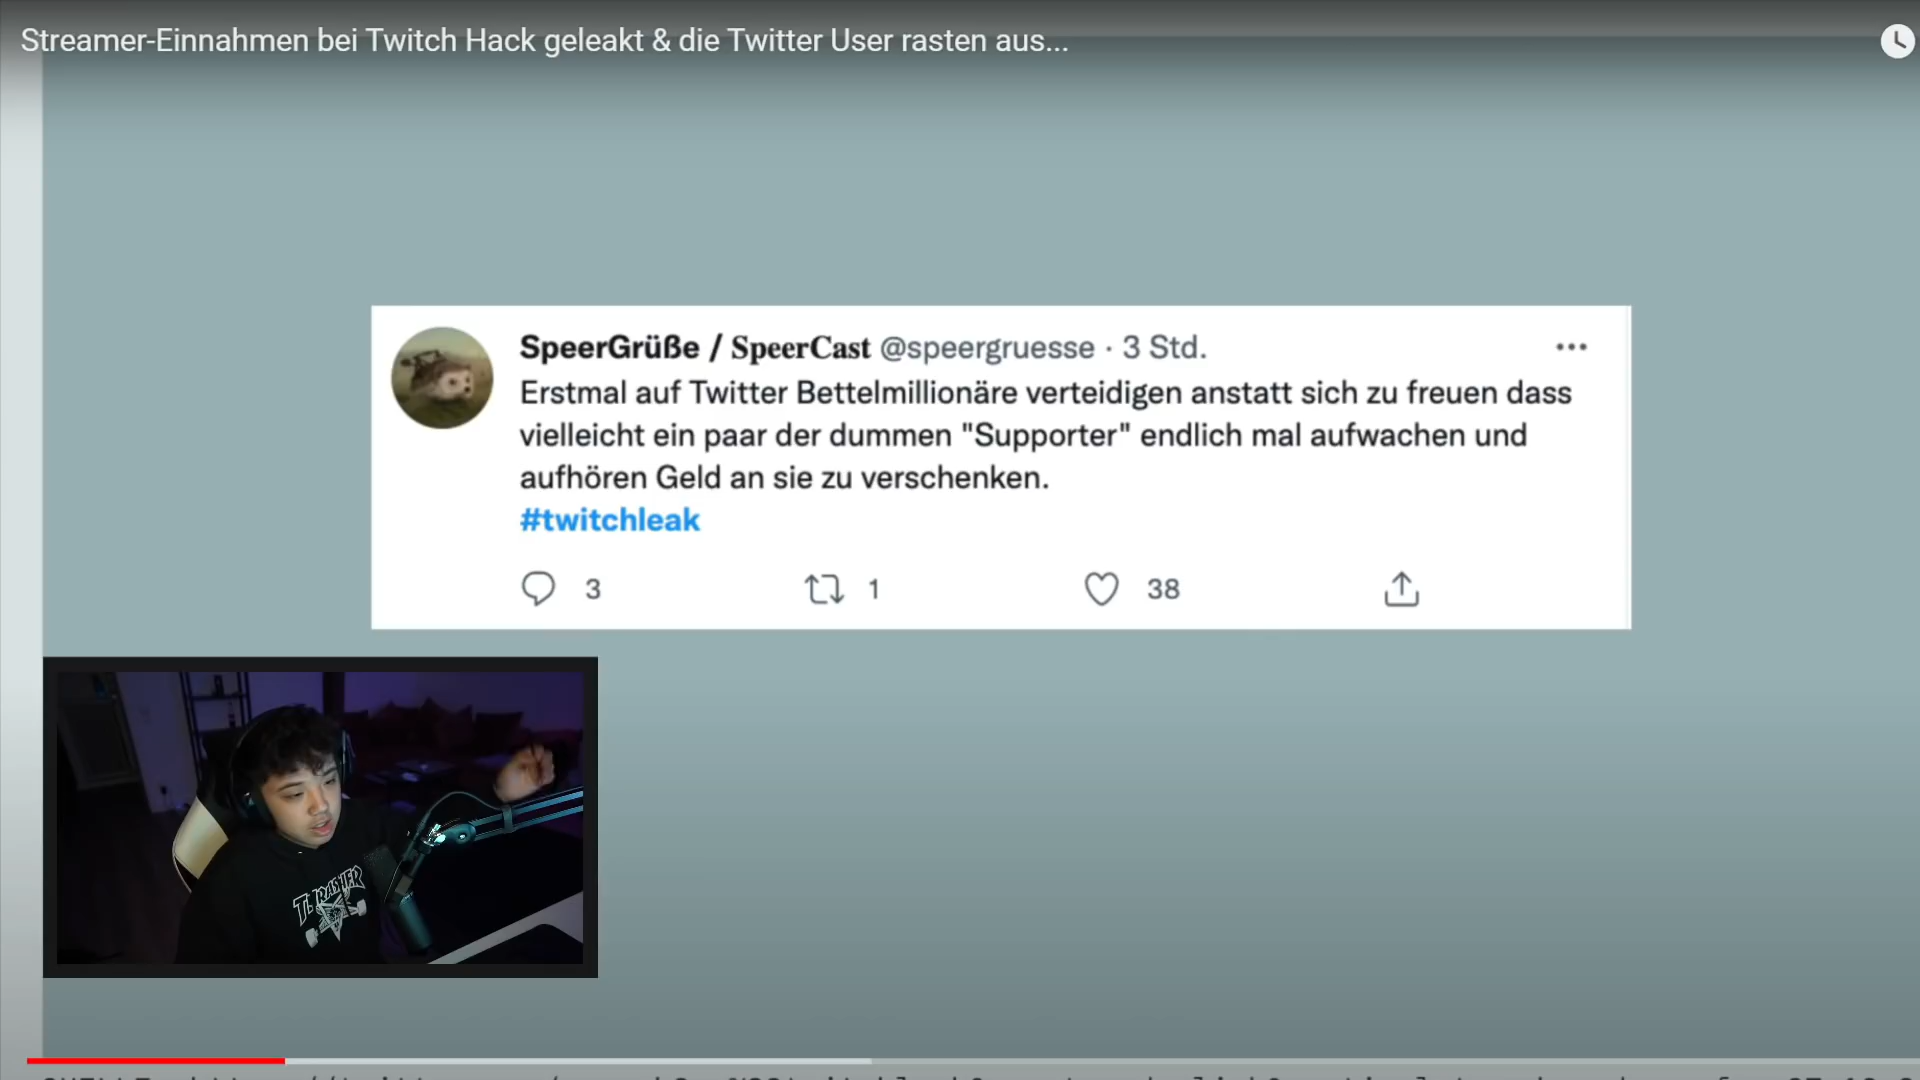 Streamer-Einnahmen bei Twitch Hack geleakt & die Twitter User rasten aus...
SpeerGrüße / SpeerCast @speergruesse · 3 Std.
Erstmal auf Twitter Bettelmillionäre verteidigen anstatt sich zu freuen dass
vielleicht ein paar der dummen "Supporter" endlich mal aufwachen und
aufhören Geld an sie zu verschenken.
#twitchleak
3 1 38
THRASHER